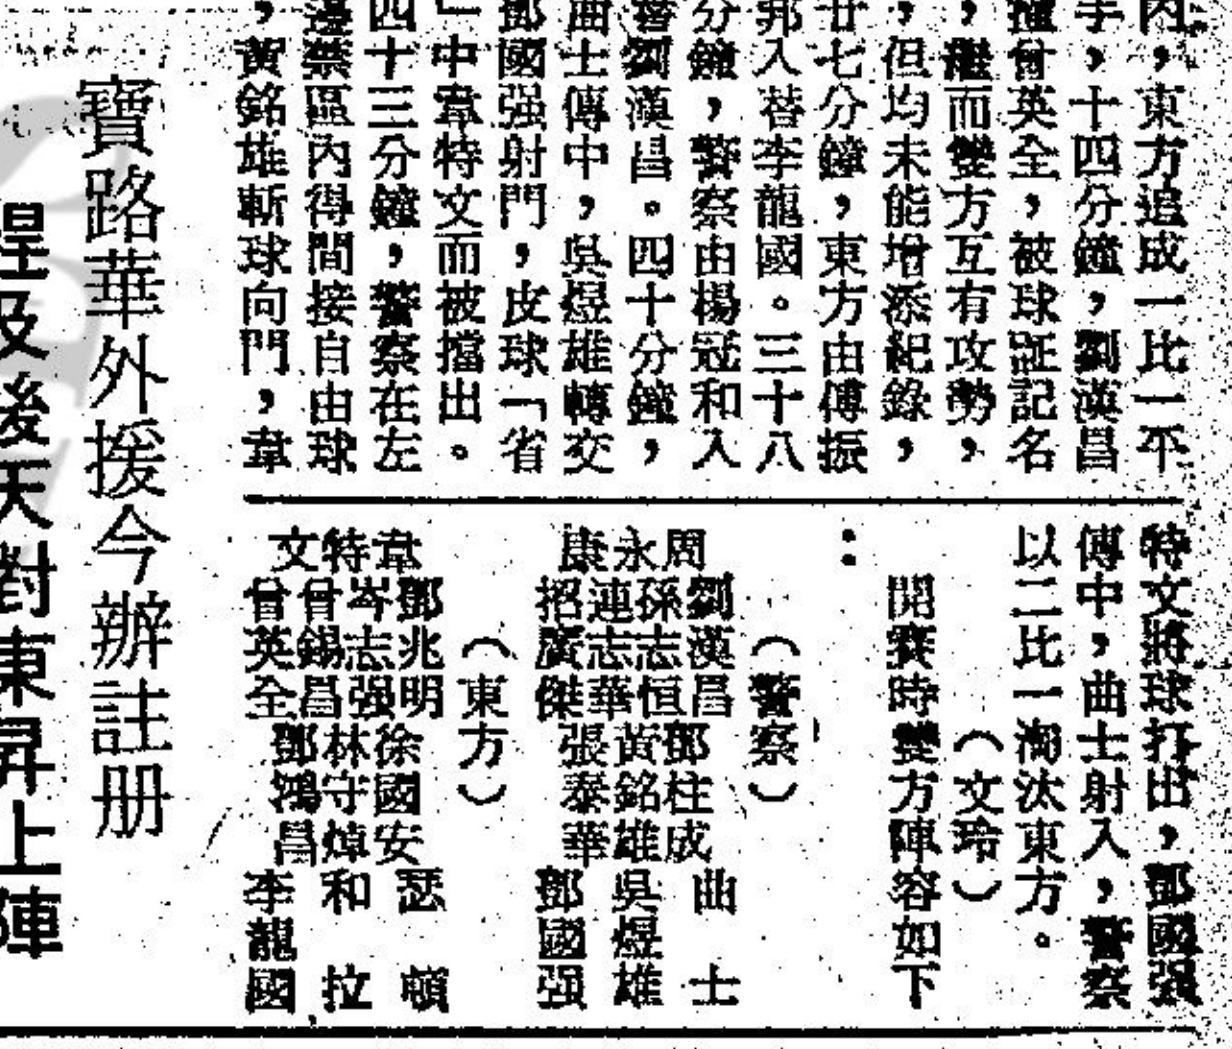 內，東方追成一比一平
手，十四分鐘，劉漢昌
撞曾英全，被球証記名
，繼而雙方互有攻勢，
，但均未能增添紀錄，
廿七分鐘，東方由傅振
邦入替李龍國。三十八
分鐘，警察由楊冠和入
替劉漢昌。四十分鐘，
曲士傳中，吳煜雄轉交
鄧國强射門，皮球「省
」中韋特文而被擋出。
四十三分鐘，警察在左
邊禁區內得間接自由球
，黃銘雄斬球向門，韋
特文將球打出，鄧國强
傳中，曲士射入，警察
以二比一淘汰東方。
（文玲）
開賽時雙方陣容如下
：
（警察）
周永康
劉漢昌 孫志恒 連志華 招廣傑
鄧柱成 黃銘雄 張泰華
曲士 吳煜雄 鄧國强
（東方）
韋特文
鄧兆明 岑志强 曾錫昌 曾英全
徐國安 林守焯 鄧鴻昌
瑟頓 和拉 李龍國
寶路華外援今辦註册
及後天對東昇上陣